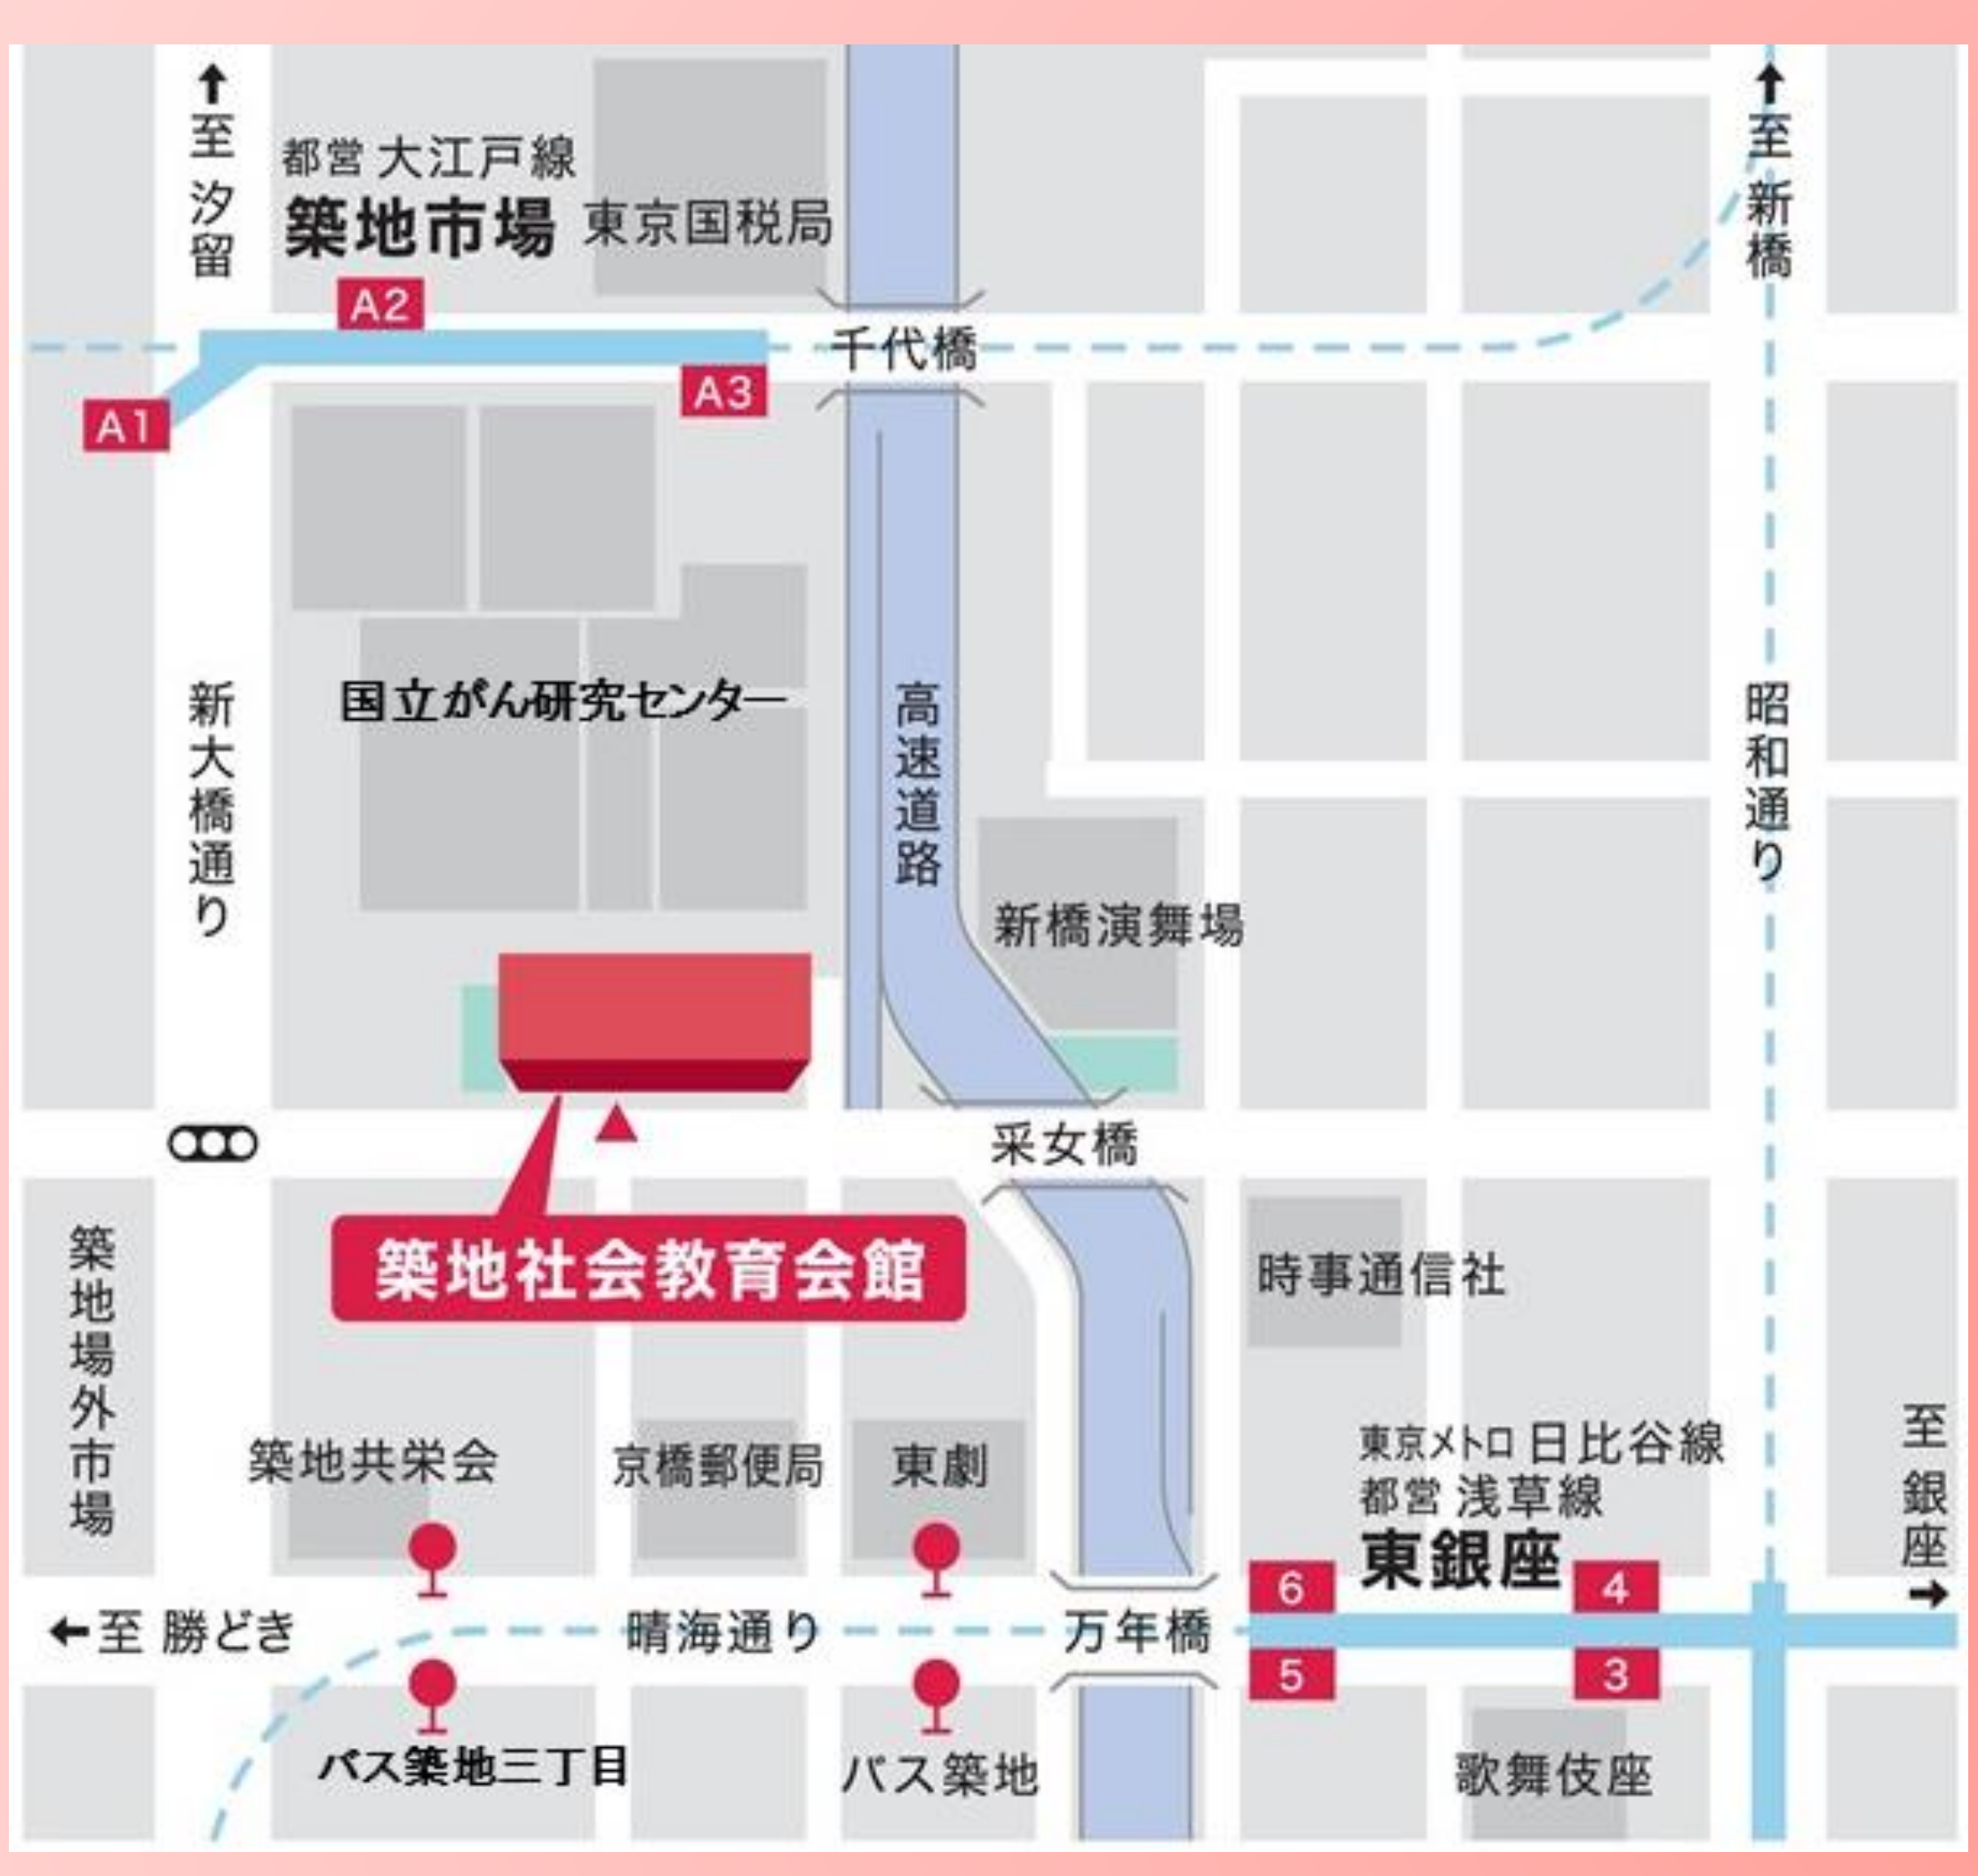 ↑至 汐留
↑至 新橋
都営 大江戸線
築地市場
東京国税局
A2
千代橋
A3
A1
国立がん研究センター
新大橋通り
高速道路
昭和通り
新橋演舞場
采女橋
築地社会教育会館
時事通信社
築地場外市場
築地共栄会
京橋郵便局
東劇
東京メトロ 日比谷線
都営 浅草線
東銀座
至 銀座→
6
4
←至 勝どき
晴海通り
万年橋
5
3
バス築地三丁目
バス築地
歌舞伎座